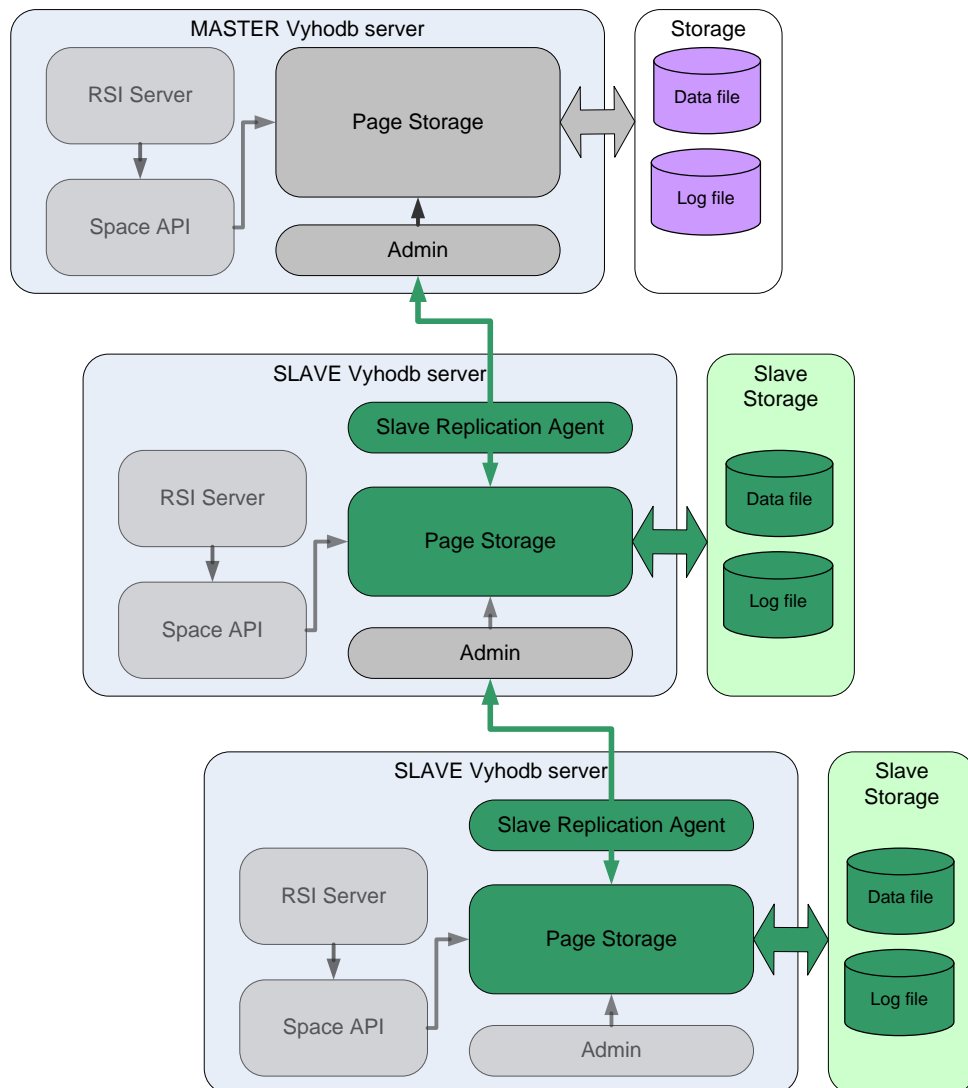 MASTER Vyhodb server
Storage
RSI Server
Page Storage
Data file
Space API
Log file
Admin
SLAVE Vyhodb server
Slave
Storage
Slave Replication Agent
RSI Server
Page Storage
Data file
Space API
Log file
Admin
SLAVE Vyhodb server
Slave
Storage
Slave Replication Agent
RSI Server
Page Storage
Data file
Space API
Log file
Admin